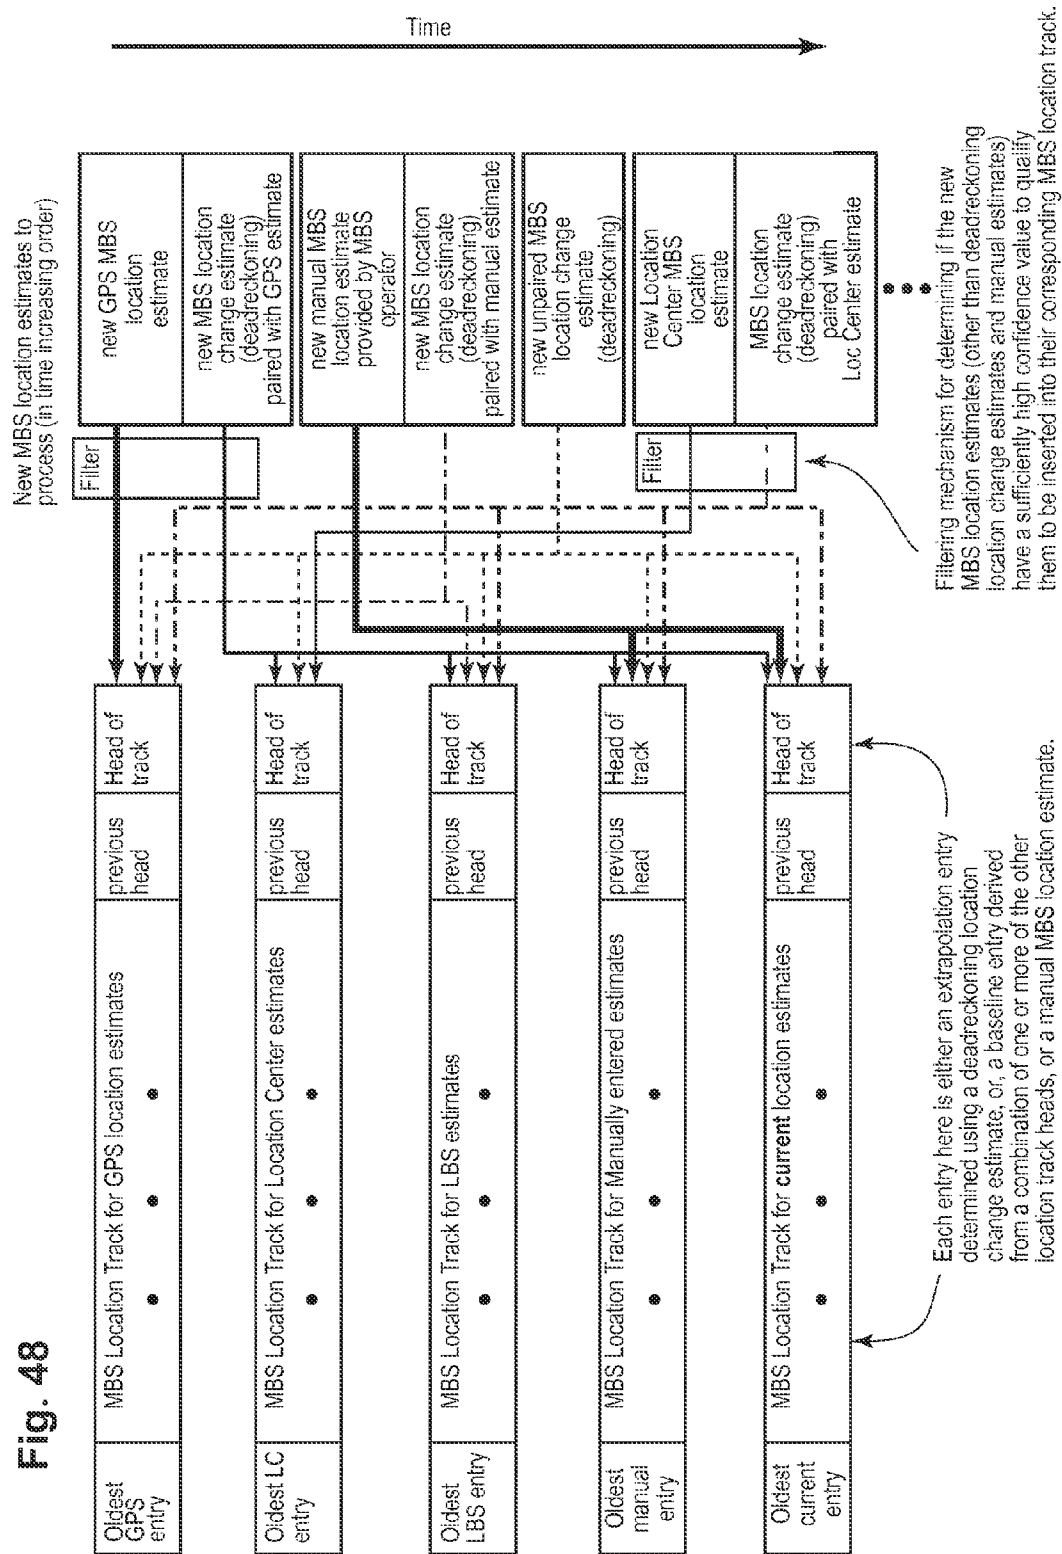 Fig. 48
New MBS location estimates to
process (in time increasing order)
Time
new GPS MBS
location
estimate
new MBS location
change estimate
(deadreckoning)
paired with GPS estimate
new manual MBS
location estimate
provided by MBS
operator
new MBS location
change estimate
(deadreckoning)
paired with manual estimate
new unpaired MBS
location change
estimate
(deadreckoning)
new Location
Center MBS
location
estimate
MBS location
change estimate
(deadreckoning)
paired with
Loc Center estimate
Filter
Filter
Oldest
GPS
entry
MBS Location Track for GPS location estimates
previous
head
Head of
track
Oldest LC
entry
MBS Location Track for Location Center estimates
previous
head
Head of
track
Oldest
LBS entry
MBS Location Track for LBS estimates
previous
head
Head of
track
Oldest
manual
entry
MBS Location Track for Manually entered estimates
previous
head
Head of
track
Oldest
current
entry
MBS Location Track for current location estimates
previous
head
Head of
track
Each entry here is either an extrapolation entry
determined using a deadreckoning location
change estimate, or, a baseline entry derived
from a combination of one or more of the other
location track heads, or a manual MBS location estimate.
Filtering mechanism for determining if the new
MBS location estimates (other than deadreckoning
location change estimates and manual estimates)
have a sufficiently high confidence value to qualify
them to be inserted into their corresponding MBS location track.